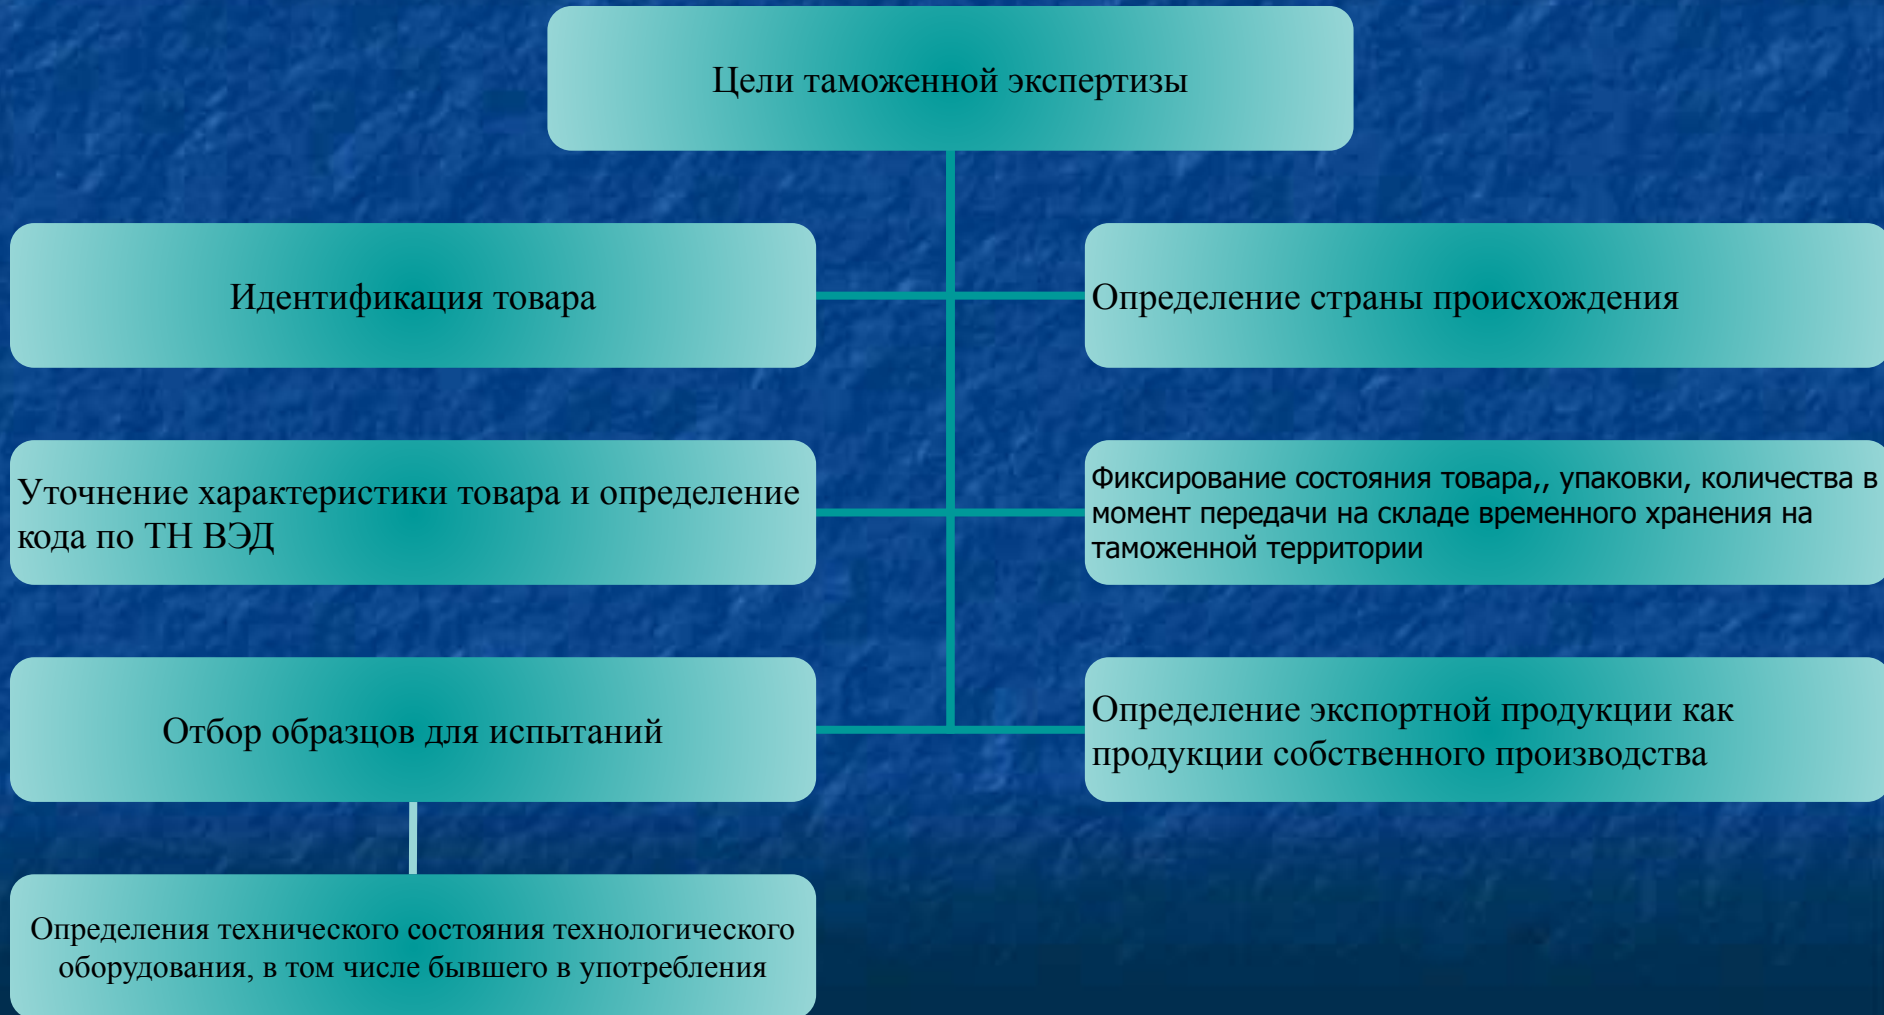 Цели таможенной экспертизы
Идентификация товара
Определение страны происхождения
Уточнение характеристики товара и определение
кода по ТН ВЭД
Фиксирование состояния товара,, упаковки, количества в
момент передачи на складе временного хранения на
таможенной территории
Отбор образцов для испытаний
Определение экспортной продукции как
продукции собственного производства
Определения технического состояния технологического
оборудования, в том числе бывшего в употребления